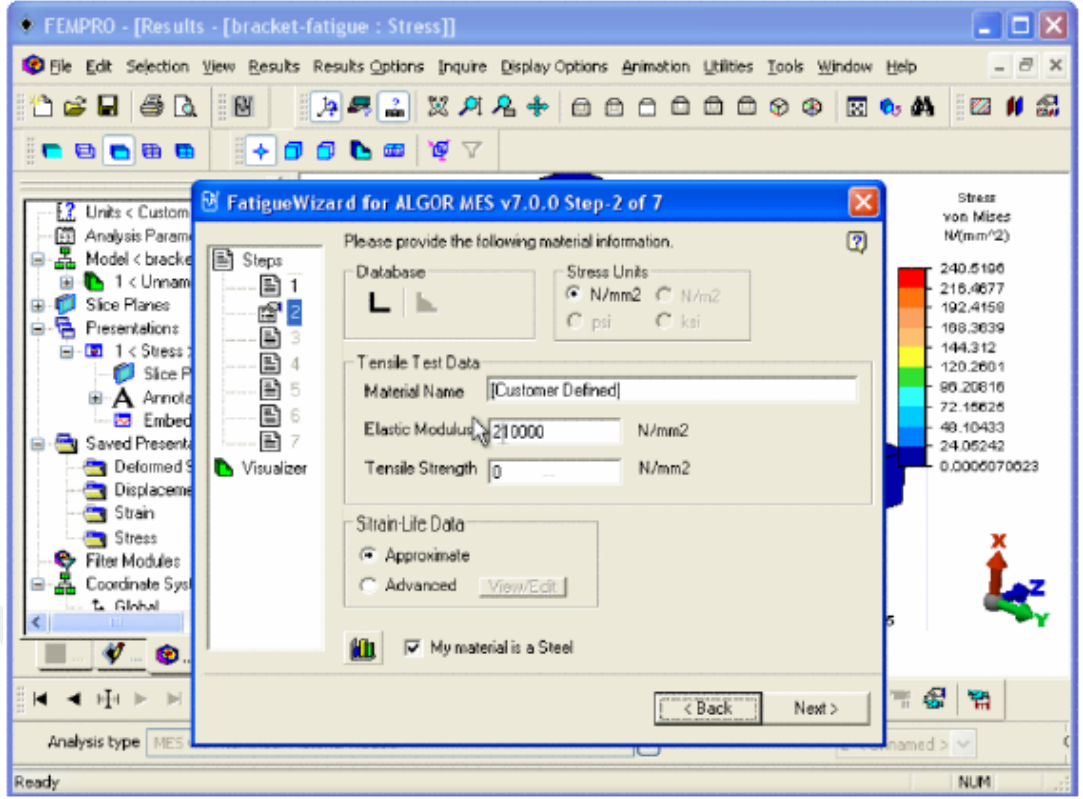 FEMPRO - [Results - [bracket-fatigue : Stress]]
File Edit Selection View Results Results Options Inquire Display Options Animation Utilities Tools Window Help
Units < Custom
Analysis Parame
Model < bracke
1 < Unnam
Slice Planes
Presentations
1 < Stress >
Slice P
Annota
Embed
Saved Presenta
Deformed S
Displaceme
Strain
Stress
Filter Modules
Coordinate Syst
Global
FatigueWizard for ALGOR MES v7.0.0 Step-2 of 7
Steps
1
2
3
4
5
6
7
Visualizer
Please provide the following material information.
Database
Stress Units
N/mm2 N/m2
psi ksi
Tensile Test Data
Material Name [Customer Defined]
Elastic Modulus 210000 N/mm2
Tensile Strength 0 N/mm2
Strain-Life Data
Approximate
Advanced View/Edit
My material is a Steel
< Back Next >
Stress
von Mises
N/(mm^2)
240.5196
216.4677
192.4158
168.3639
144.312
120.2601
96.20816
72.15625
48.10433
24.05242
0.0006070623
X
Z
Y
5
Analysis type MES
named >
Ready NUM